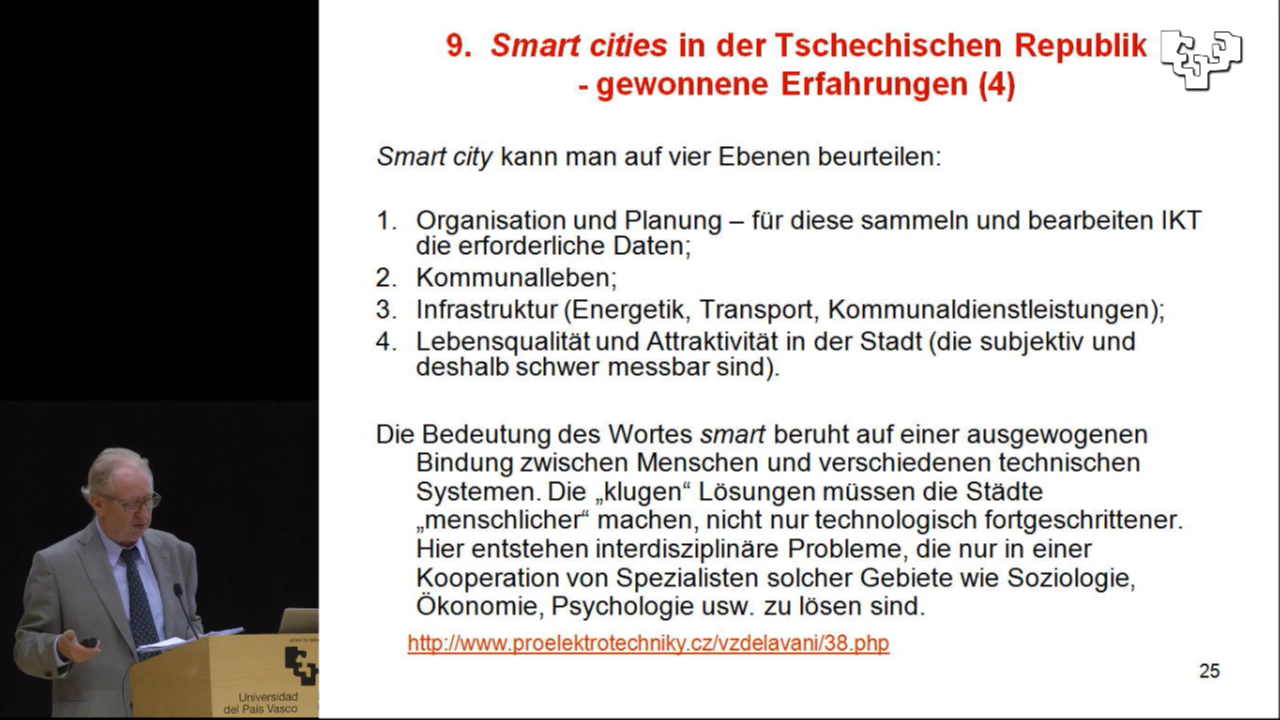 9. Smart cities in der Tschechischen Republik
- gewonnene Erfahrungen (4)
Smart city kann man auf vier Ebenen beurteilen:
1. Organisation und Planung – für diese sammeln und bearbeiten IKT
die erforderliche Daten;
2. Kommunalleben;
3. Infrastruktur (Energetik, Transport, Kommunaldienstleistungen);
4. Lebensqualität und Attraktivität in der Stadt (die subjektiv und
deshalb schwer messbar sind).
Die Bedeutung des Wortes smart beruht auf einer ausgewogenen
Bindung zwischen Menschen und verschiedenen technischen
Systemen. Die „klugen“ Lösungen müssen die Städte
„menschlicher“ machen, nicht nur technologisch fortgeschrittener.
Hier entstehen interdisziplinäre Probleme, die nur in einer
Kooperation von Spezialisten solcher Gebiete wie Soziologie,
Ökonomie, Psychologie usw. zu lösen sind.
http://www.proelektrotechniky.cz/vzdelavani/38.php
25
Universidad
del País Vasco